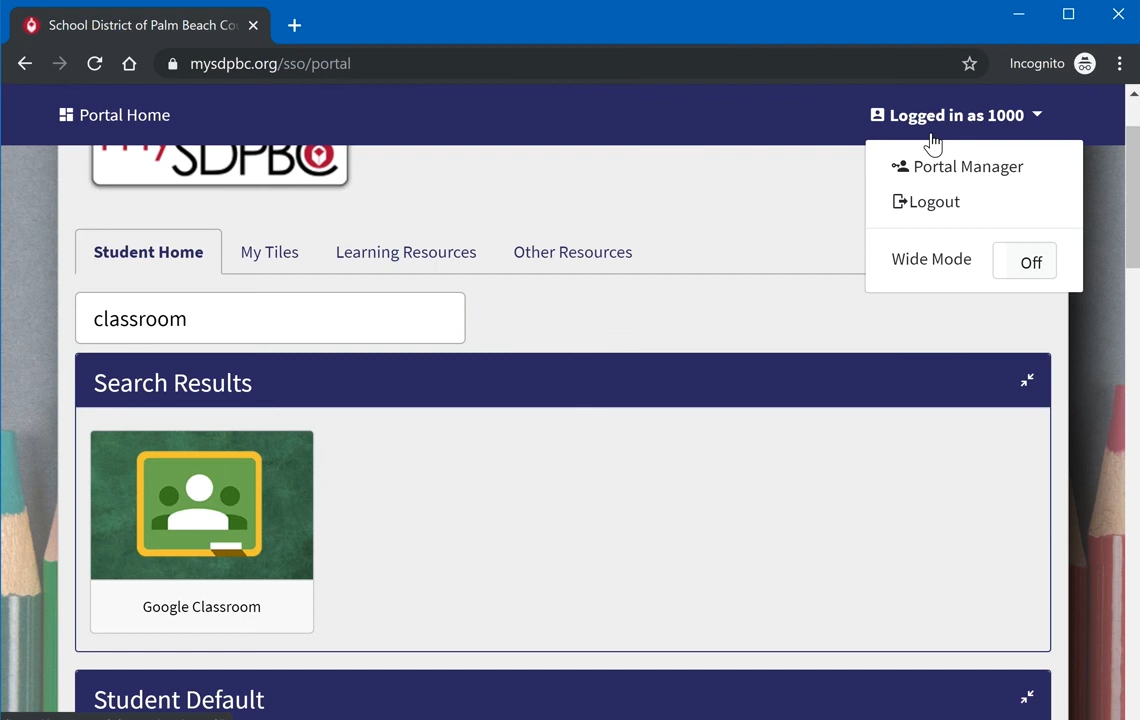 School District of Palm Beach Co
mysdpbc.org/sso/portal
Incognito
Portal Home
Logged in as 1000
Portal Manager
Logout
Wide Mode
Off
mySDPBC
Student Home
My Tiles
Learning Resources
Other Resources
classroom
Search Results
Google Classroom
Student Default